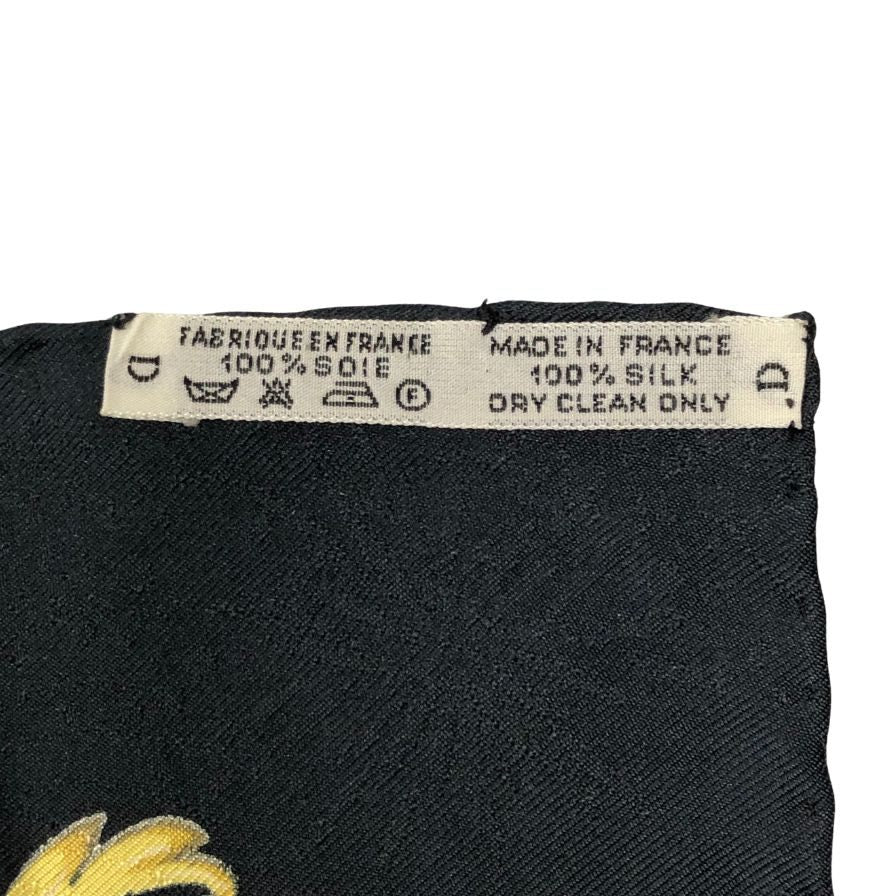 D
FABRIQUE EN FRANCE
100% SOIE
F
MADE IN FRANCE
100% SILK
DRY CLEAN ONLY
D